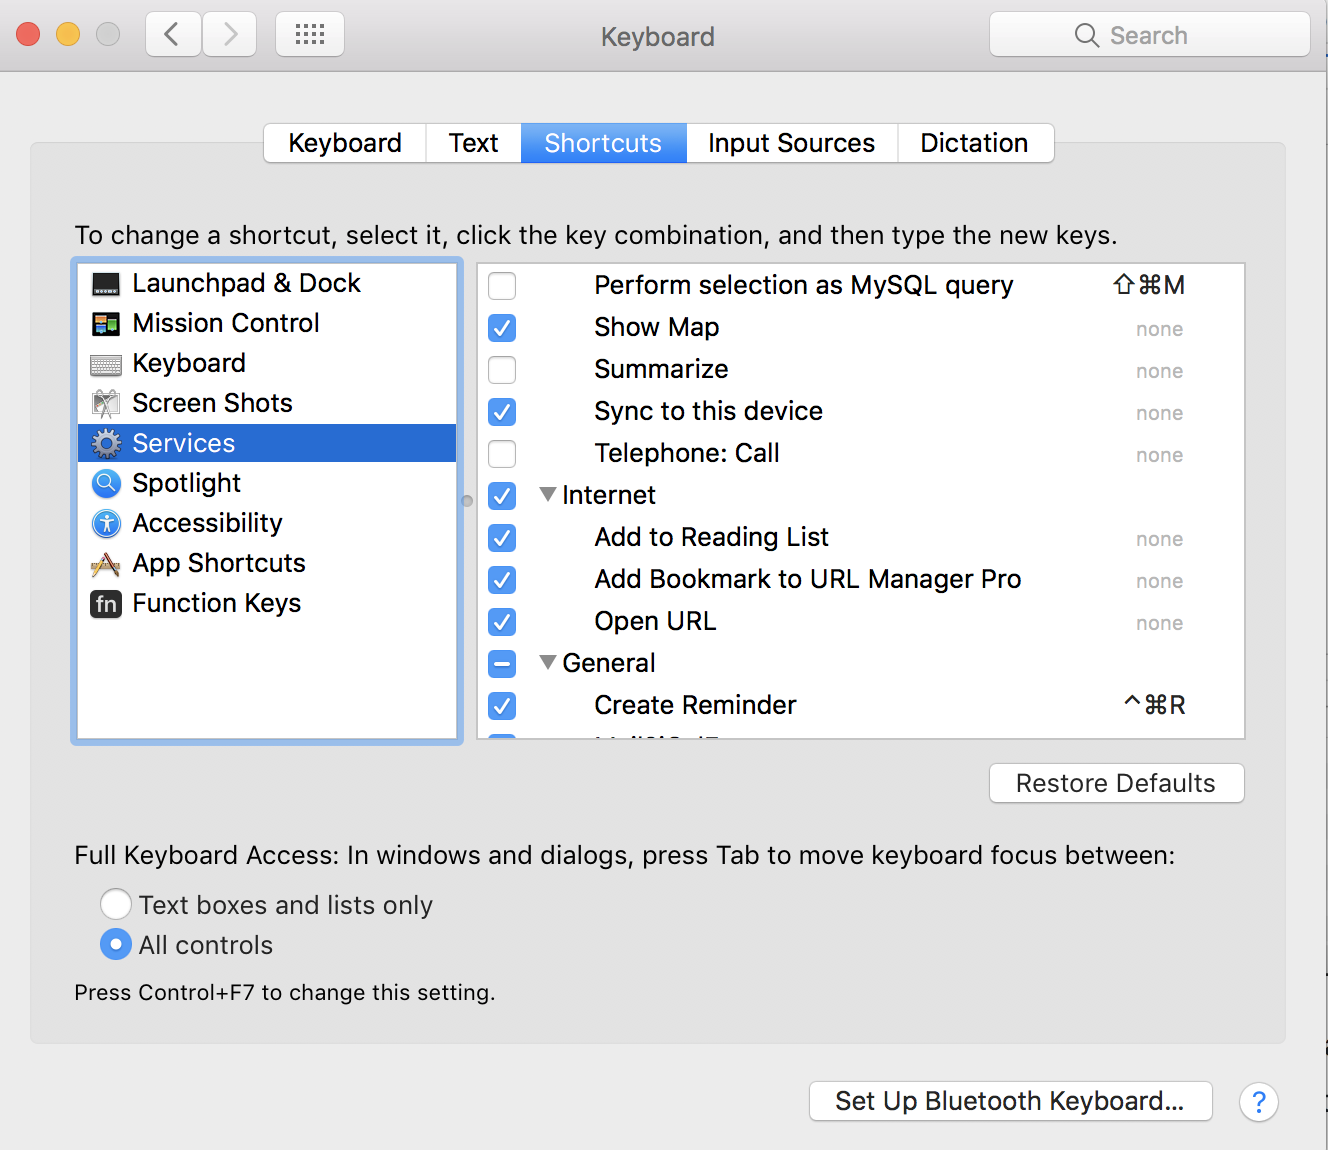 Keyboard
Search
Keyboard
Text
Shortcuts
Input Sources
Dictation
To change a shortcut, select it, click the key combination, and then type the new keys.
Launchpad & Dock
Mission Control
Keyboard
Screen Shots
Services
Spotlight
Accessibility
App Shortcuts
fn Function Keys
Perform selection as MySQL query ⇧⌘M
Show Map none
Summarize none
Sync to this device none
Telephone: Call none
Internet
Add to Reading List none
Add Bookmark to URL Manager Pro none
Open URL none
General
Create Reminder ^⌘R
Restore Defaults
Full Keyboard Access: In windows and dialogs, press Tab to move keyboard focus between:
Text boxes and lists only
All controls
Press Control+F7 to change this setting.
Set Up Bluetooth Keyboard...
?